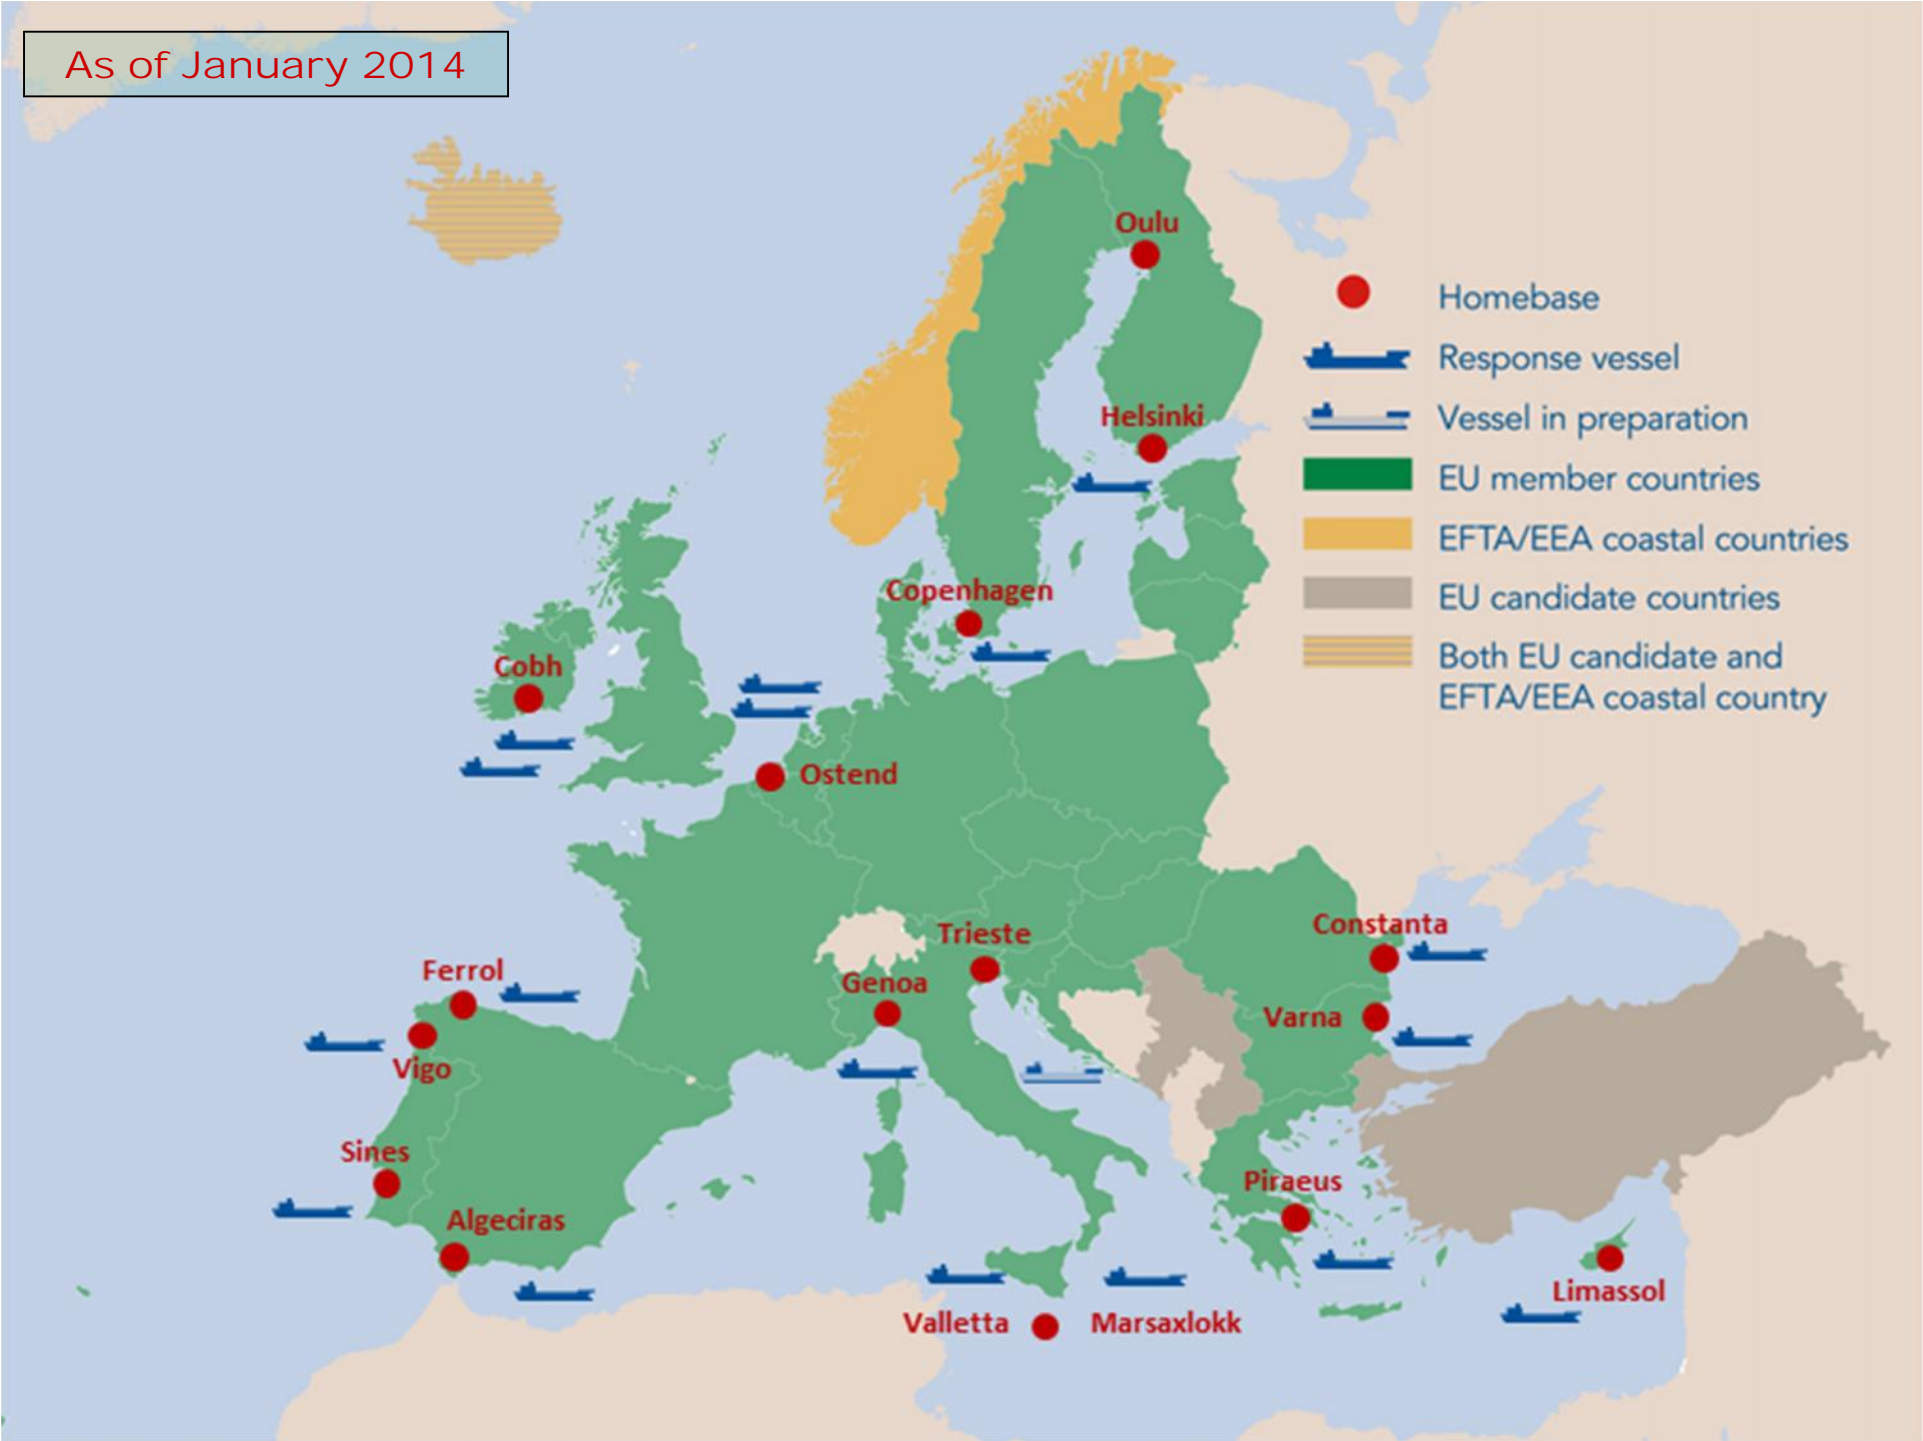 As of January 2014
Oulu
Homebase
Response vessel
Helsinki
Vessel in preparation
EU member countries
EFTA/EEA coastal countries
Copenhagen
EU candidate countries
Cobh
Both EU candidate and
EFTA/EEA coastal country
Ostend
Constanta
Trieste
Ferrol
Genoa
Varna
Vigo
Sines
Piraeus
Algeciras
Limassol
Valletta
Marsaxlokk